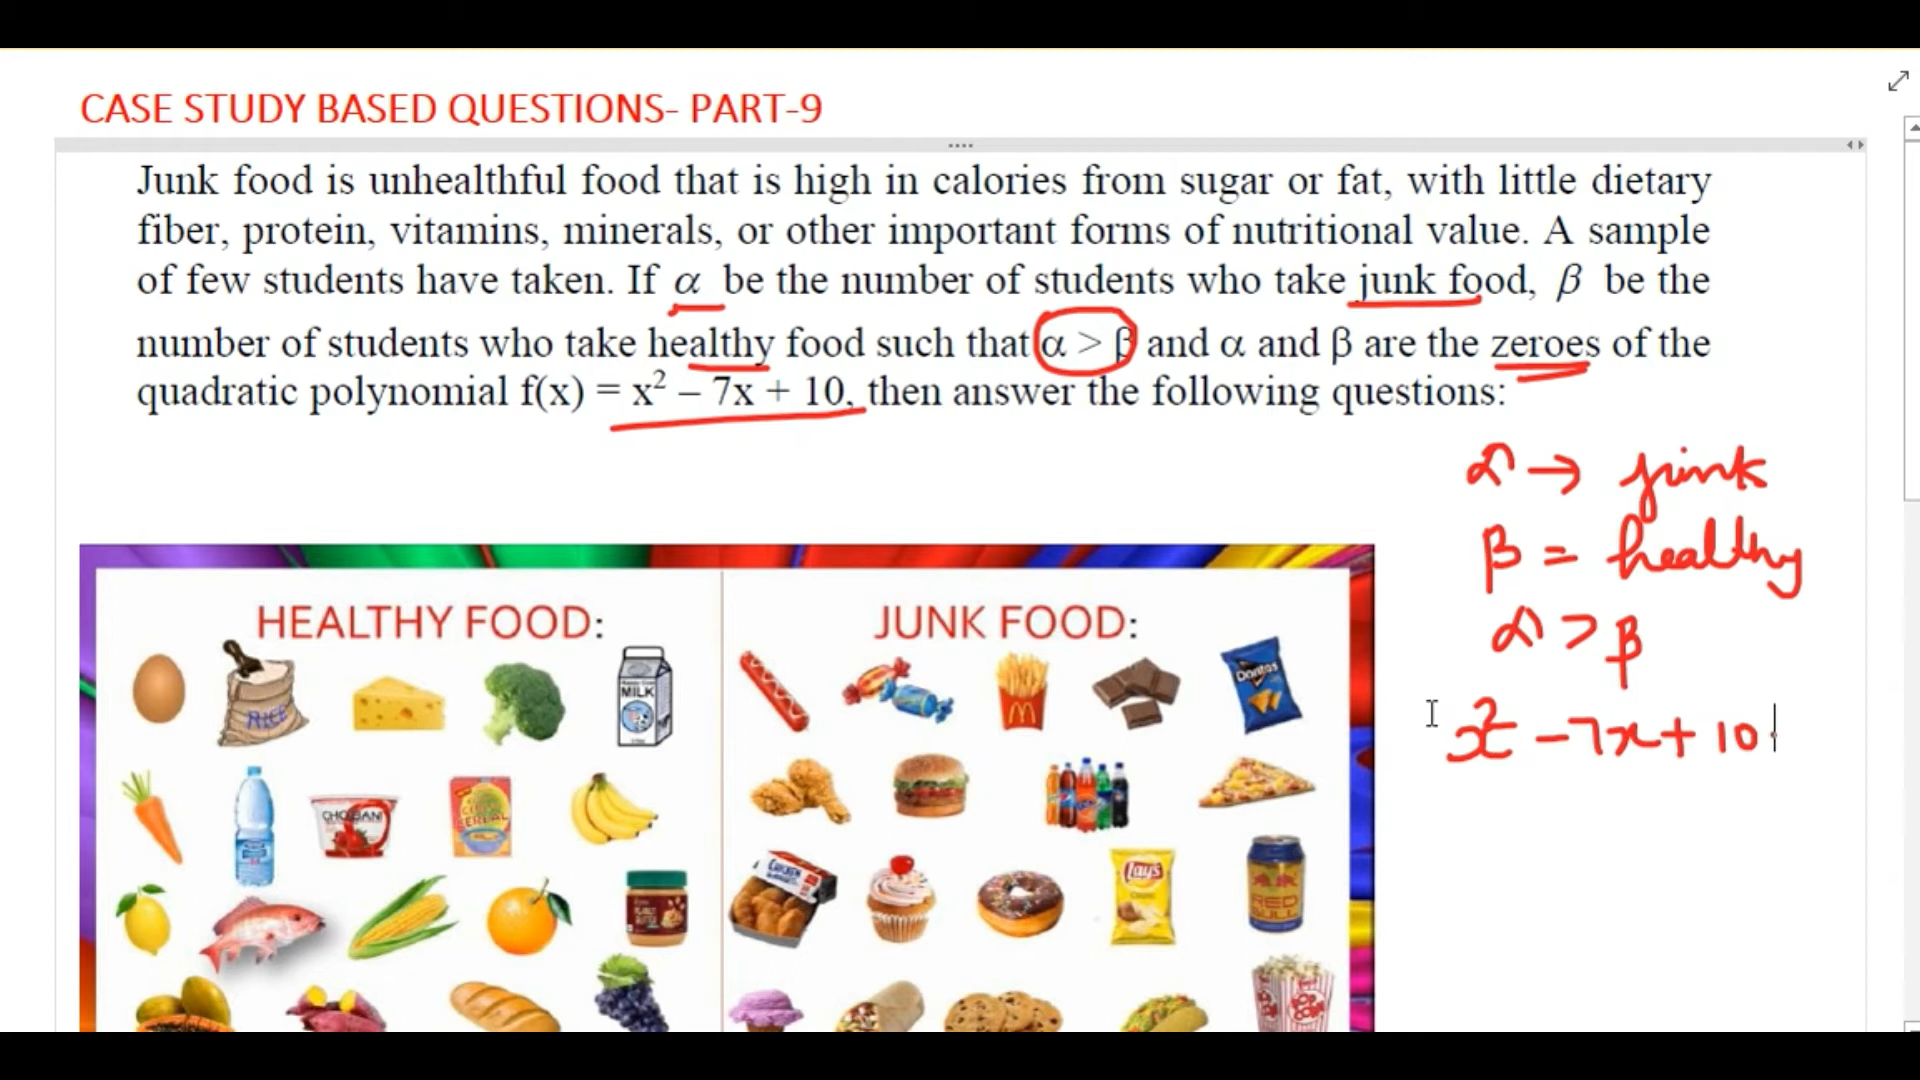 CASE STUDY BASED QUESTIONS- PART-9
Junk food is unhealthful food that is high in calories from sugar or fat, with little dietary
fiber, protein, vitamins, minerals, or other important forms of nutritional value. A sample
of few students have taken. If α be the number of students who take junk food, β be the
number of students who take healthy food such that α > β and α and β are the zeroes of the
quadratic polynomial f(x) = x² – 7x + 10, then answer the following questions:
α → junk
β = healthy
α > β
x² – 7x + 10
HEALTHY FOOD:
JUNK FOOD:
RICE
MILK
Doritos
CHOBANI
CEREAL
CHICKEN
Lay's
RED
BULL
PEANUT
BUTTER